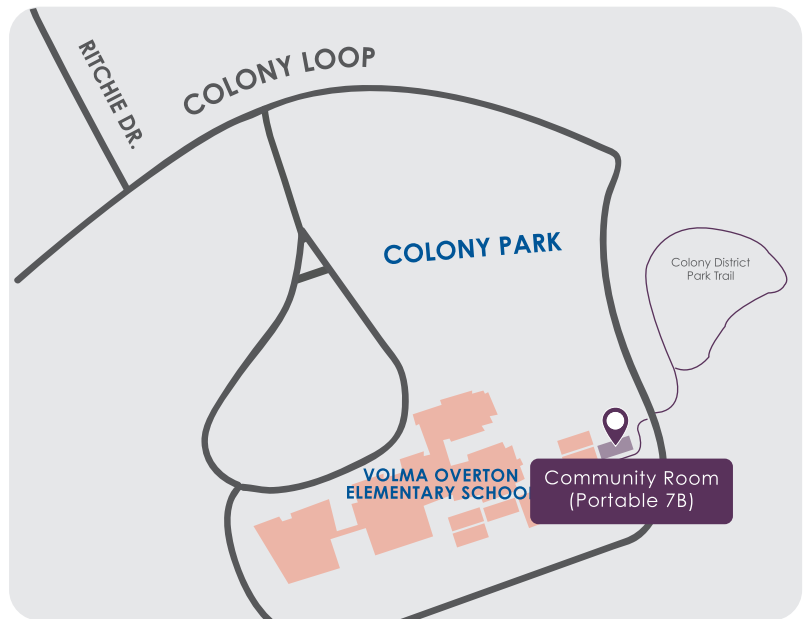 RITCHIE DR.
COLONY LOOP
COLONY PARK
Colony District
Park Trail
VOLMA OVERTON
ELEMENTARY SCHOO
Community Room
(Portable 7B)